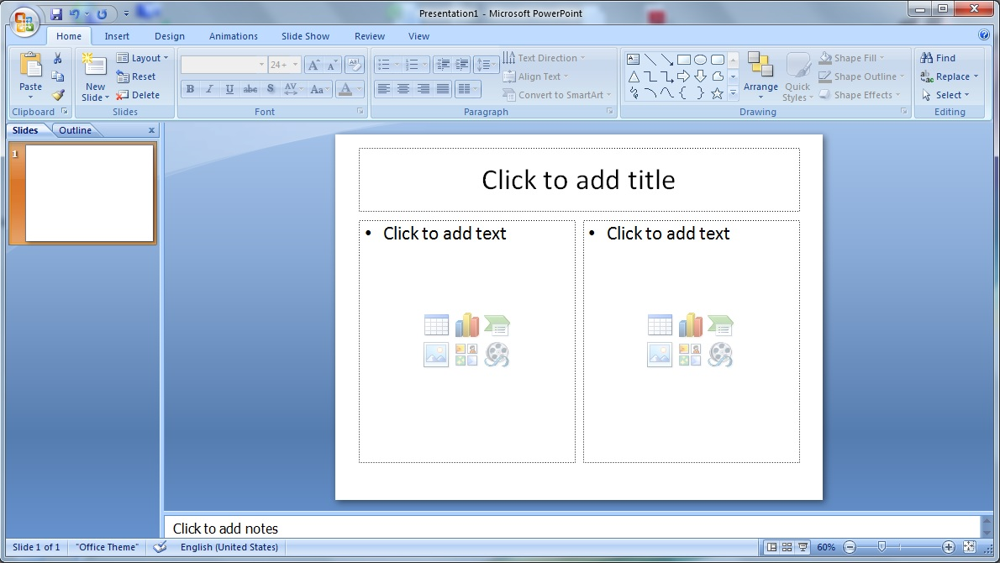 Presentation1 - Microsoft PowerPoint
Home Insert Design Animations Slide Show Review View
Paste
New Slide
Layout
Reset
Delete
24
B I U abc S AV Aa A
Text Direction
Align Text
Convert to SmartArt
Arrange
Quick Styles
Shape Fill
Shape Outline
Shape Effects
Find
Replace
Select
Clipboard Slides Font Paragraph Drawing Editing
Slides Outline
1
Click to add title
• Click to add text
• Click to add text
Click to add notes
Slide 1 of 1 "Office Theme" English (United States) 60%